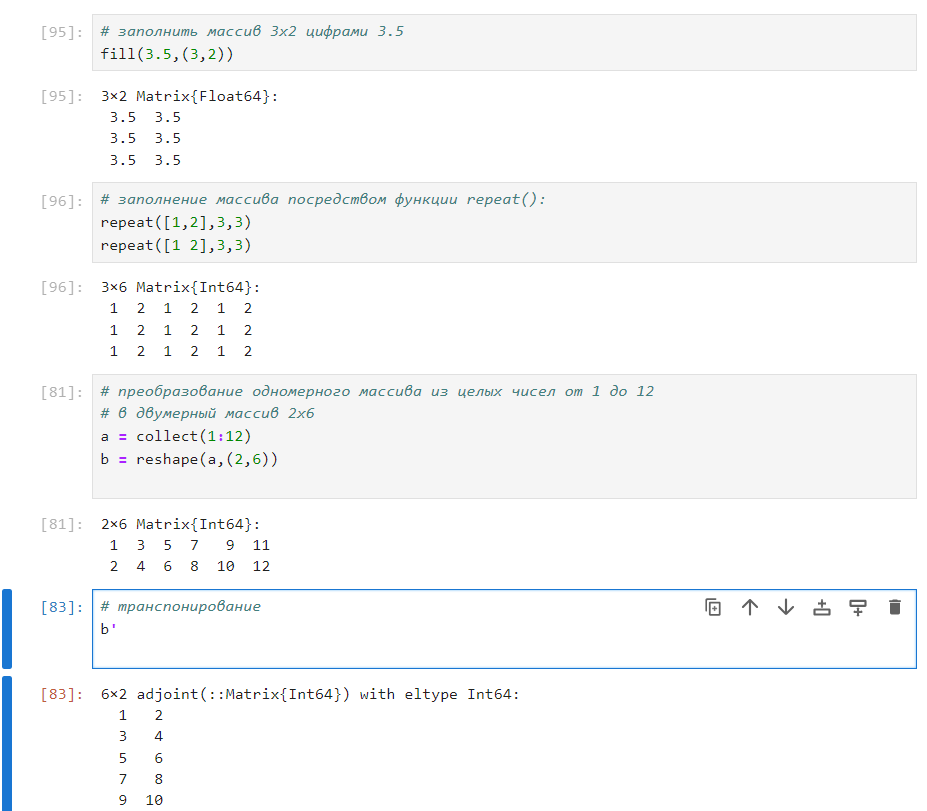 [95]: # заполнить массив 3x2 цифрами 3.5
fill(3.5,(3,2))
[95]: 3×2 Matrix{Float64}:
3.5 3.5
3.5 3.5
3.5 3.5
[96]: # заполнение массива посредством функции repeat():
repeat([1,2],3,3)
repeat([1 2],3,3)
[96]: 3×6 Matrix{Int64}:
1 2 1 2 1 2
1 2 1 2 1 2
1 2 1 2 1 2
[81]: # преобразование одномерного массива из целых чисел от 1 до 12
# в двумерный массив 2x6
a = collect(1:12)
b = reshape(a,(2,6))
[81]: 2×6 Matrix{Int64}:
1 3 5 7 9 11
2 4 6 8 10 12
[83]: # транспонирование
b'
[83]: 6×2 adjoint(::Matrix{Int64}) with eltype Int64:
1 2
3 4
5 6
7 8
9 10